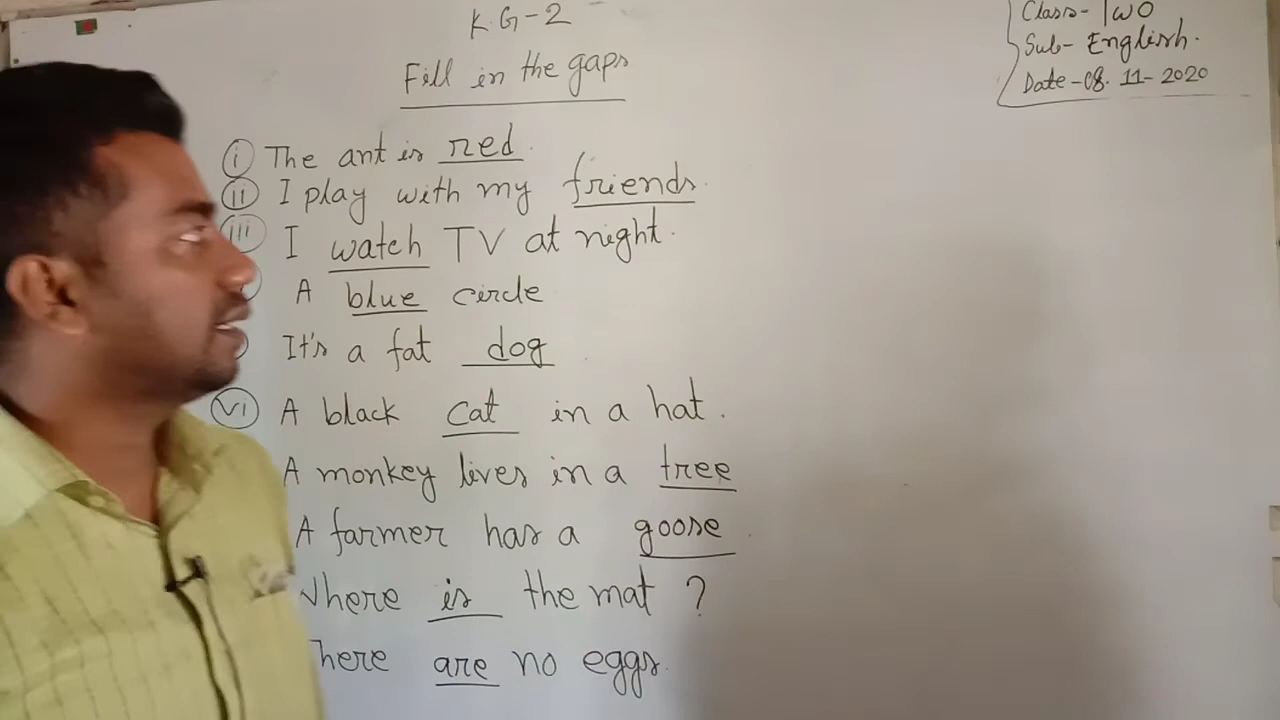 K.G-2
Fill in the gaps
Class- Two
Sub- English.
Date-08. 11-2020
(i) The ant is red.
(ii) I play with my friends.
(iii) I watch TV at night.
A blue circle
It's a fat dog
(vi) A black cat in a hat.
A monkey lives in a tree
A farmer has a goose.
Where is the mat ?
here are no eggs.